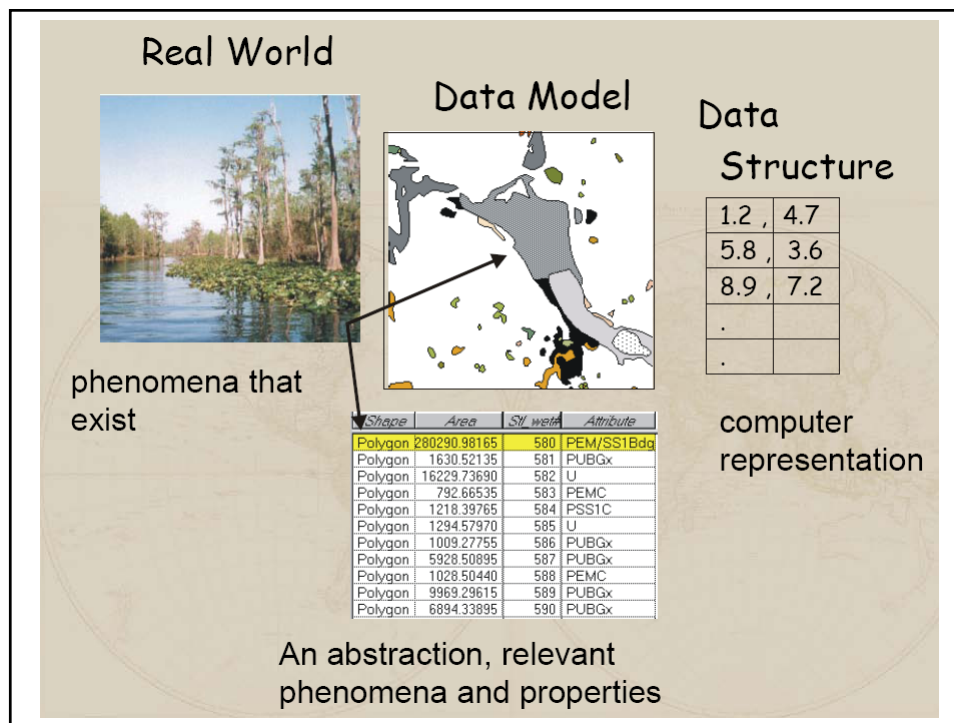 Real World
Data Model
Data
Structure
1.2 , 4.7
5.8 , 3.6
8.9 , 7.2
.
.
phenomena that
exist
computer
representation
Shape Area Stl_wet# Attribute
Polygon 280290.98165 580 PEM/SS1Bdg
Polygon 1630.52135 581 PUBGx
Polygon 16229.73690 582 U
Polygon 792.66535 583 PEMC
Polygon 1218.39765 584 PSS1C
Polygon 1294.57970 585 U
Polygon 1009.27755 586 PUBGx
Polygon 5928.50895 587 PUBGx
Polygon 1028.50440 588 PEMC
Polygon 9969.29615 589 PUBGx
Polygon 6894.33895 590 PUBGx
An abstraction, relevant
phenomena and properties